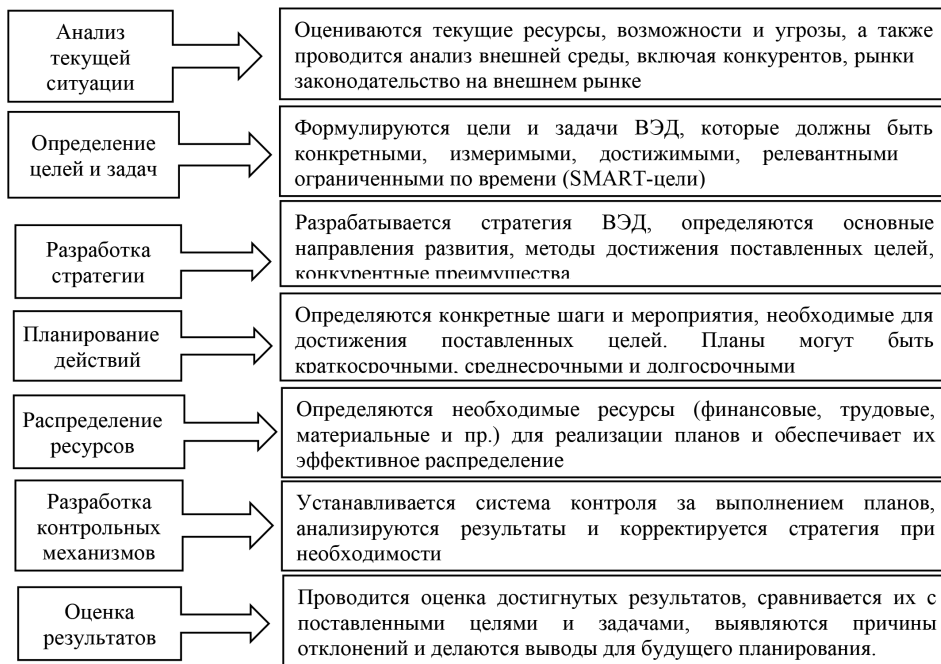 Анализ
текущей
ситуации
Оцениваются текущие ресурсы, возможности и угрозы, а также
проводится анализ внешней среды, включая конкурентов, рынки
законодательство на внешнем рынке
Определение
целей и задач
Формулируются цели и задачи ВЭД, которые должны быть
конкретными, измеримыми, достижимыми, релевантными
ограниченными по времени (SMART-цели)
Разработка
стратегии
Разрабатывается стратегия ВЭД, определяются основные
направления развития, методы достижения поставленных целей,
конкурентные преимущества
Планирование
действий
Определяются конкретные шаги и мероприятия, необходимые для
достижения поставленных целей. Планы могут быть
краткосрочными, среднесрочными и долгосрочными
Распределение
ресурсов
Определяются необходимые ресурсы (финансовые, трудовые,
материальные и пр.) для реализации планов и обеспечивает их
эффективное распределение
Разработка
контрольных
механизмов
Устанавливается система контроля за выполнением планов,
анализируются результаты и корректируется стратегия при
необходимости
Оценка
результатов
Проводится оценка достигнутых результатов, сравнивается их с
поставленными целями и задачами, выявляются причины
отклонений и делаются выводы для будущего планирования.